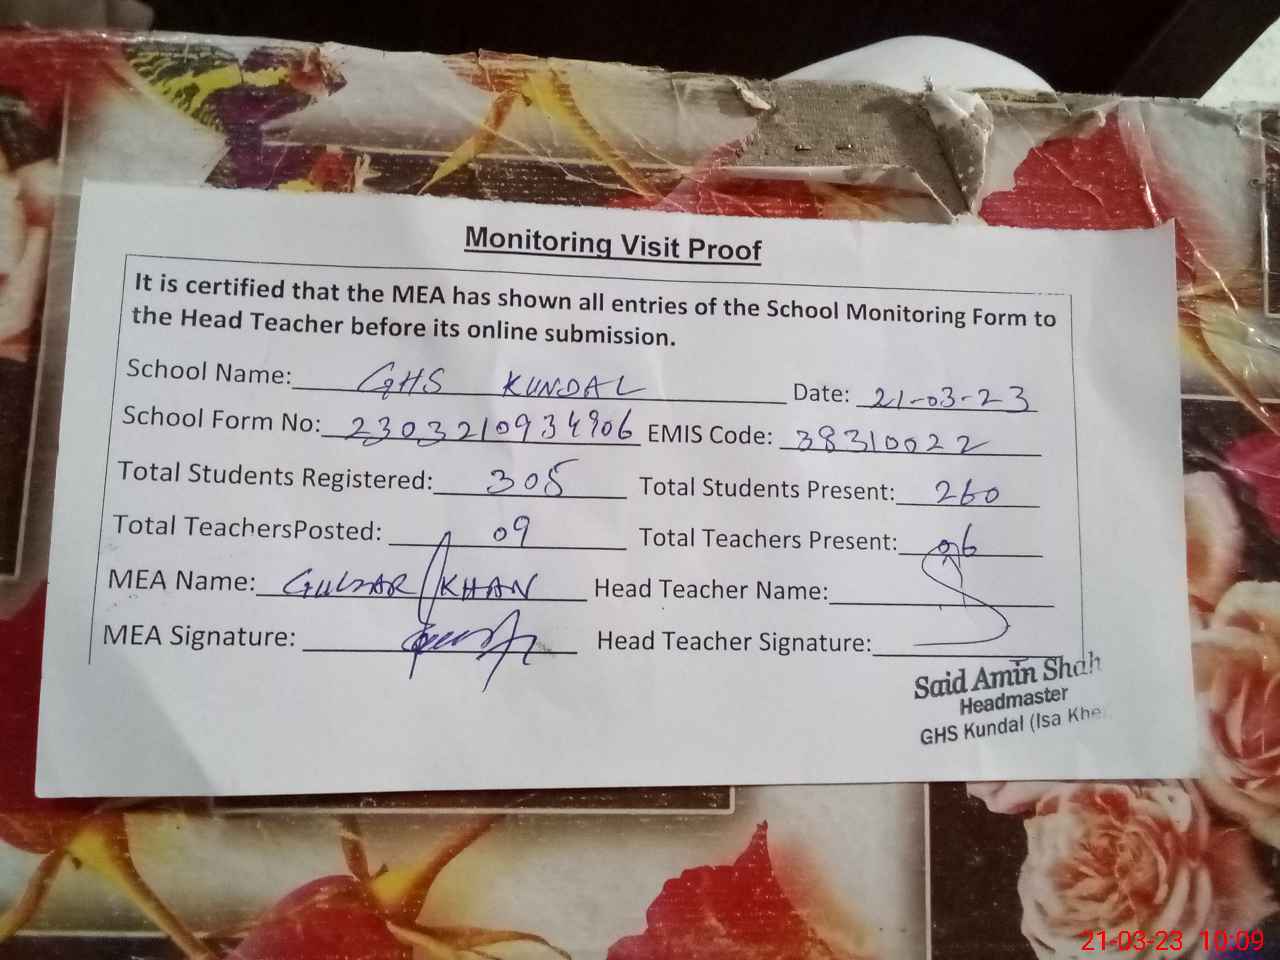 Monitoring Visit Proof
It is certified that the MEA has shown all entries of the School Monitoring Form to
the Head Teacher before its online submission.
School Name: GHS KUNDAL Date: 21-03-23
School Form No: 2303210934906 EMIS Code: 38310022
Total Students Registered: 305 Total Students Present: 260
Total TeachersPosted: 09 Total Teachers Present: 06
MEA Name: GULZAR KHAN Head Teacher Name:
MEA Signature: Head Teacher Signature:
Said Amin Shah
Headmaster
GHS Kundal (Isa Khe
21-03-23 10:09